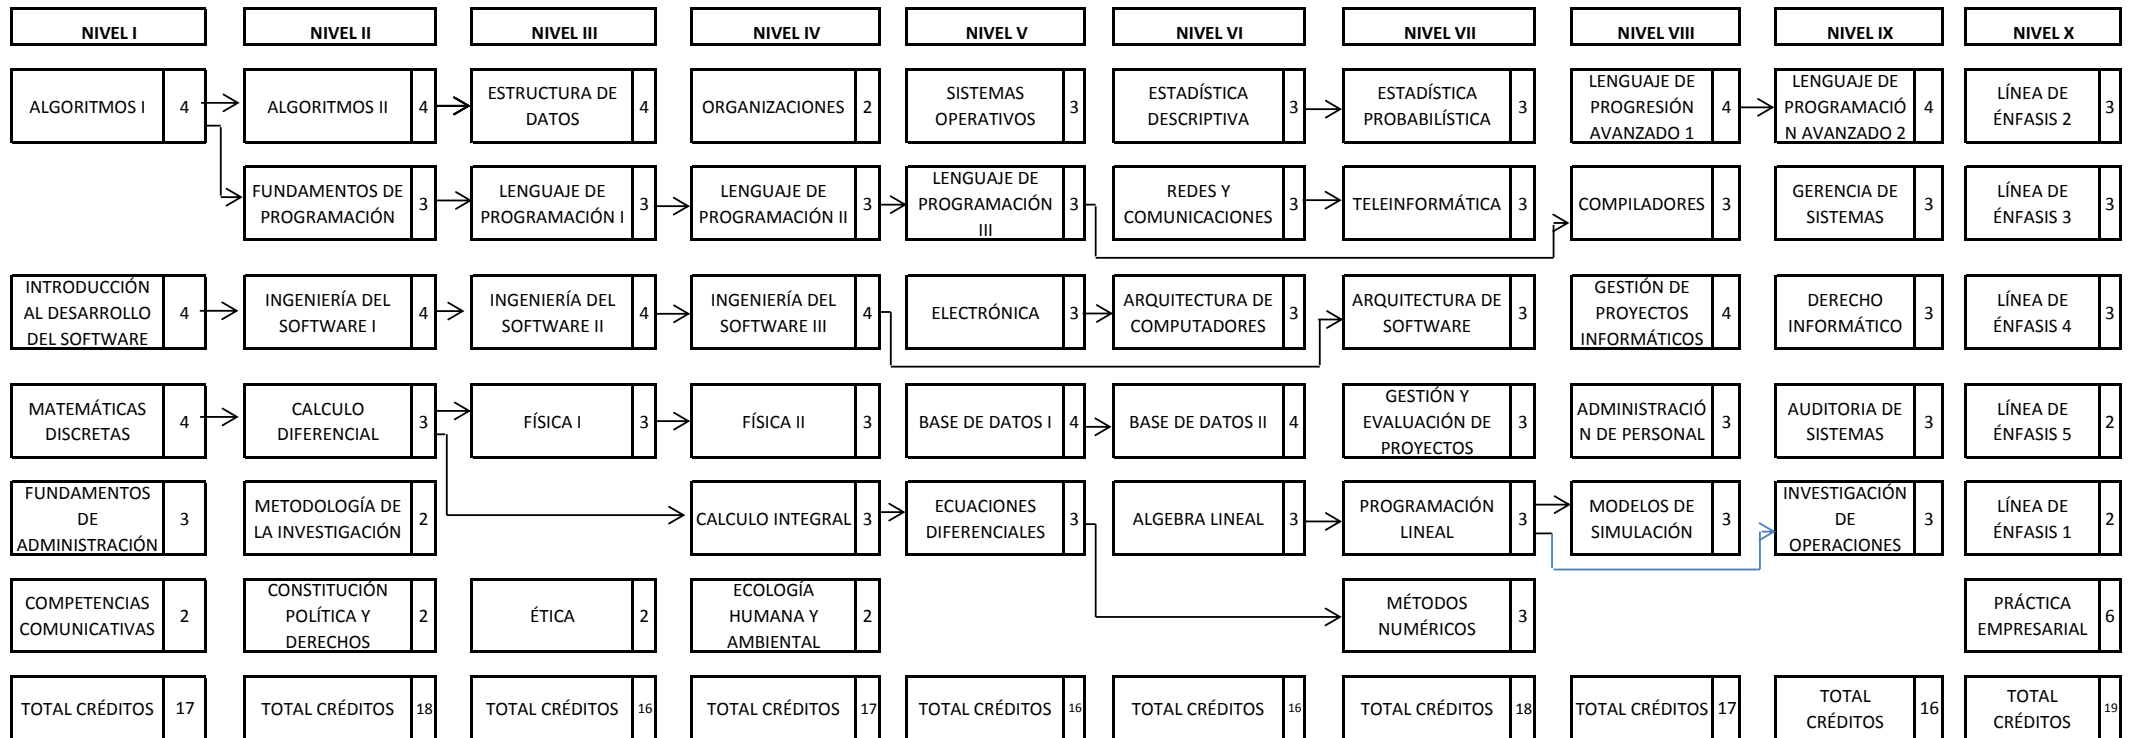 NIVEL I
NIVEL II
NIVEL III
NIVEL IV
NIVEL V
NIVEL VI
NIVEL VII
NIVEL VIII
NIVEL IX
NIVEL X
ALGORITMOS I
4
ALGORITMOS II
4
ESTRUCTURA DE
DATOS
4
ORGANIZACIONES
2
SISTEMAS
OPERATIVOS
3
ESTADÍSTICA
DESCRIPTIVA
3
ESTADÍSTICA
PROBABILÍSTICA
3
LENGUAJE DE
PROGRESIÓN
AVANZADO 1
4
LENGUAJE DE
PROGRAMACIÓ
N AVANZADO 2
4
LÍNEA DE
ÉNFASIS 2
3
FUNDAMENTOS DE
PROGRAMACIÓN
3
LENGUAJE DE
PROGRAMACIÓN I
3
LENGUAJE DE
PROGRAMACIÓN II
3
LENGUAJE DE
PROGRAMACIÓN
III
3
REDES Y
COMUNICACIONES
3
TELEINFORMÁTICA
3
COMPILADORES
3
GERENCIA DE
SISTEMAS
3
LÍNEA DE
ÉNFASIS 3
3
INTRODUCCIÓN
AL DESARROLLO
DEL SOFTWARE
4
INGENIERÍA DEL
SOFTWARE I
4
INGENIERÍA DEL
SOFTWARE II
4
INGENIERÍA DEL
SOFTWARE III
4
ELECTRÓNICA
3
ARQUITECTURA DE
COMPUTADORES
3
ARQUITECTURA DE
SOFTWARE
3
GESTIÓN DE
PROYECTOS
INFORMÁTICOS
4
DERECHO
INFORMÁTICO
3
LÍNEA DE
ÉNFASIS 4
3
MATEMÁTICAS
DISCRETAS
4
CALCULO
DIFERENCIAL
3
FÍSICA I
3
FÍSICA II
3
BASE DE DATOS I
4
BASE DE DATOS II
4
GESTIÓN Y
EVALUACIÓN DE
PROYECTOS
3
ADMINISTRACIÓ
N DE PERSONAL
3
AUDITORIA DE
SISTEMAS
3
LÍNEA DE
ÉNFASIS 5
2
FUNDAMENTOS
DE
ADMINISTRACIÓN
3
METODOLOGÍA DE
LA INVESTIGACIÓN
2
CALCULO INTEGRAL
3
ECUACIONES
DIFERENCIALES
3
ALGEBRA LINEAL
3
PROGRAMACIÓN
LINEAL
3
MODELOS DE
SIMULACIÓN
3
INVESTIGACIÓN
DE
OPERACIONES
3
LÍNEA DE
ÉNFASIS 1
2
COMPETENCIAS
COMUNICATIVAS
2
CONSTITUCIÓN
POLÍTICA Y
DERECHOS
2
ÉTICA
2
ECOLOGÍA
HUMANA Y
AMBIENTAL
2
MÉTODOS
NUMÉRICOS
3
PRÁCTICA
EMPRESARIAL
6
TOTAL CRÉDITOS
17
TOTAL CRÉDITOS
18
TOTAL CRÉDITOS
16
TOTAL CRÉDITOS
17
TOTAL CRÉDITOS
16
TOTAL CRÉDITOS
16
TOTAL CRÉDITOS
18
TOTAL CRÉDITOS
17
TOTAL
CRÉDITOS
16
TOTAL
CRÉDITOS
19